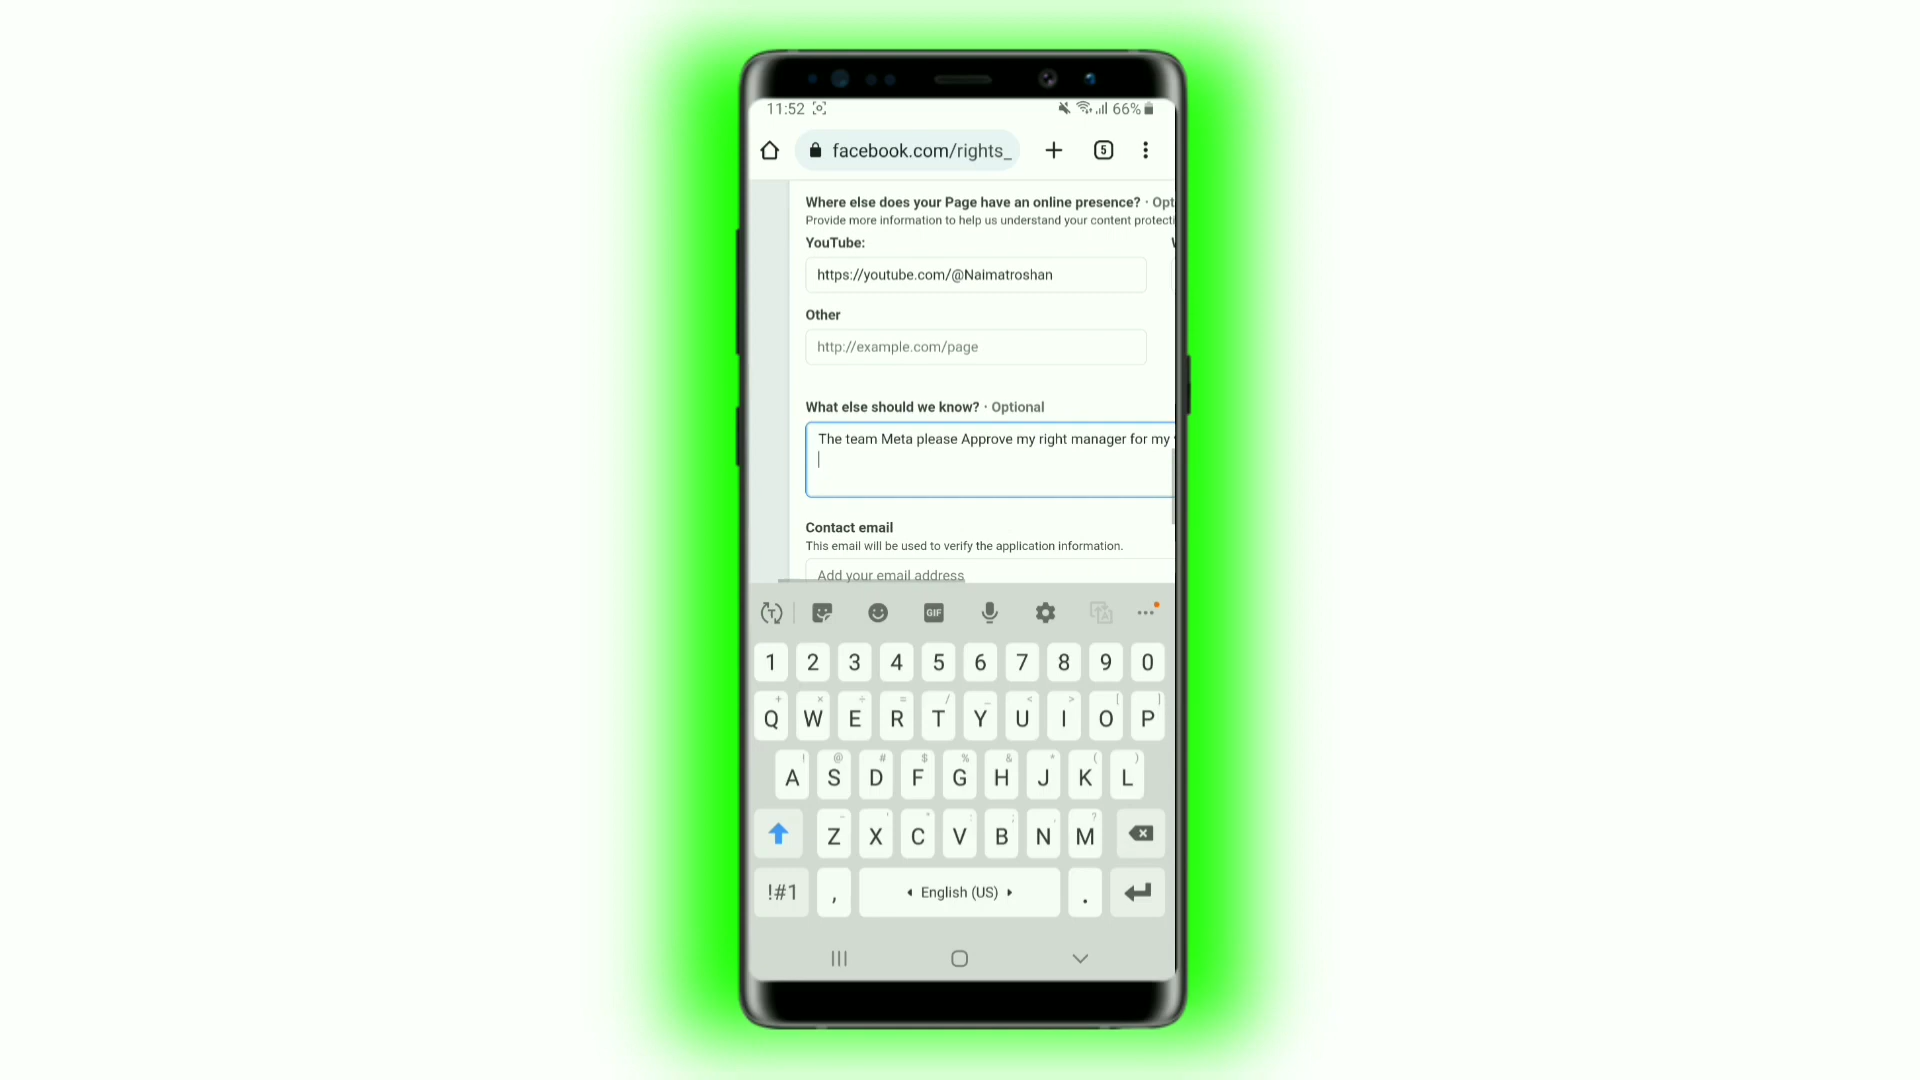 11:52 66%
facebook.com/rights_ 5
Where else does your Page have an online presence? · Opt
Provide more information to help us understand your content protecti
YouTube:
https://youtube.com/@Naimatroshan
Other
http://example.com/page
What else should we know? · Optional
The team Meta please Approve my right manager for my
Contact email
This email will be used to verify the application information.
Add your email address
GIF
1 2 3 4 5 6 7 8 9 0
Q W E R T Y U I O P
A S D F G H J K L
Z X C V B N M
!#1 , English (US) .